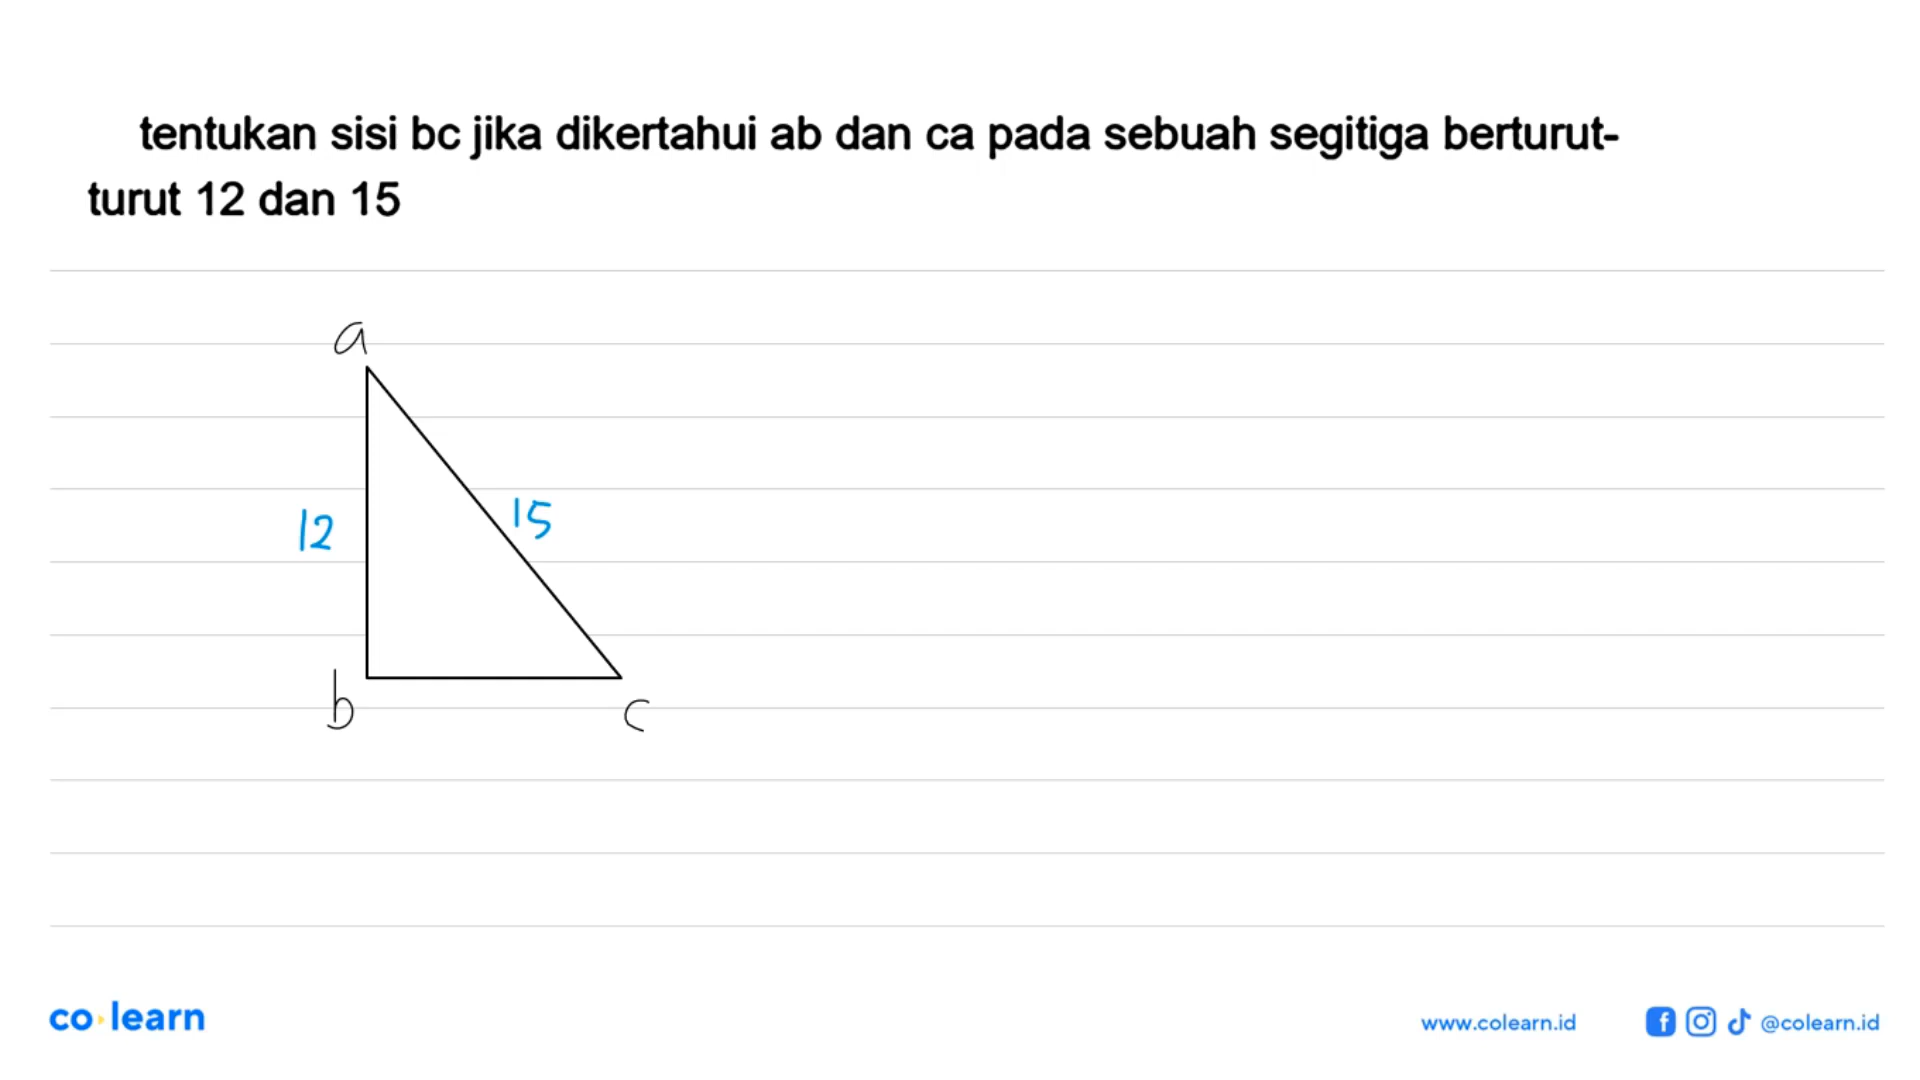 tentukan sisi bc jika dikertahui ab dan ca pada sebuah segitiga berturut-
turut 12 dan 15
a
12
15
b
c
co learn
www.colearn.id
@colearn.id